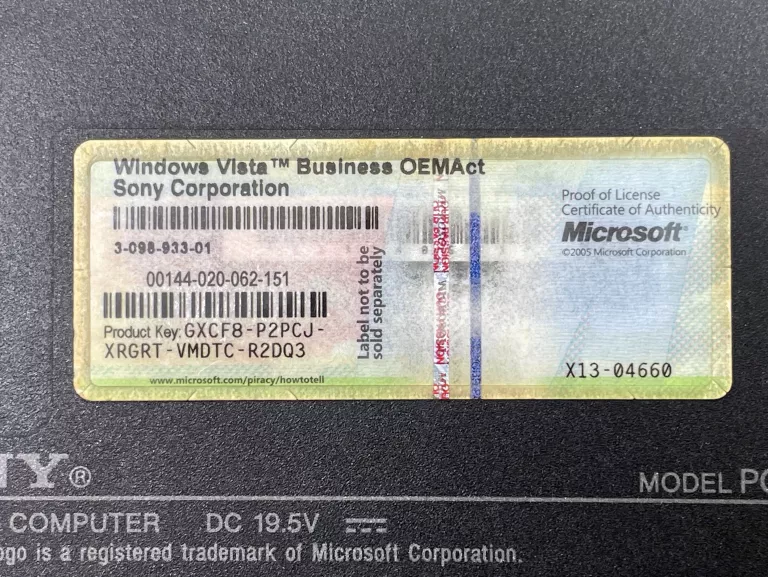 Windows Vista™ Business OEMAct
Sony Corporation
3-098-933-01
00144-020-062-151
Product Key: GXCF8-P2PCJ-
XRGRT-VMDTC-R2DQ3
www.microsoft.com/piracy/howtotell
Label not to be
sold separately
Proof of License
Certificate of Authenticity
Microsoft®
©2005 Microsoft Corporation
X13-04660
NY®
MODEL PC
COMPUTER DC 19.5V
ogo is a registered trademark of Microsoft Corporation.